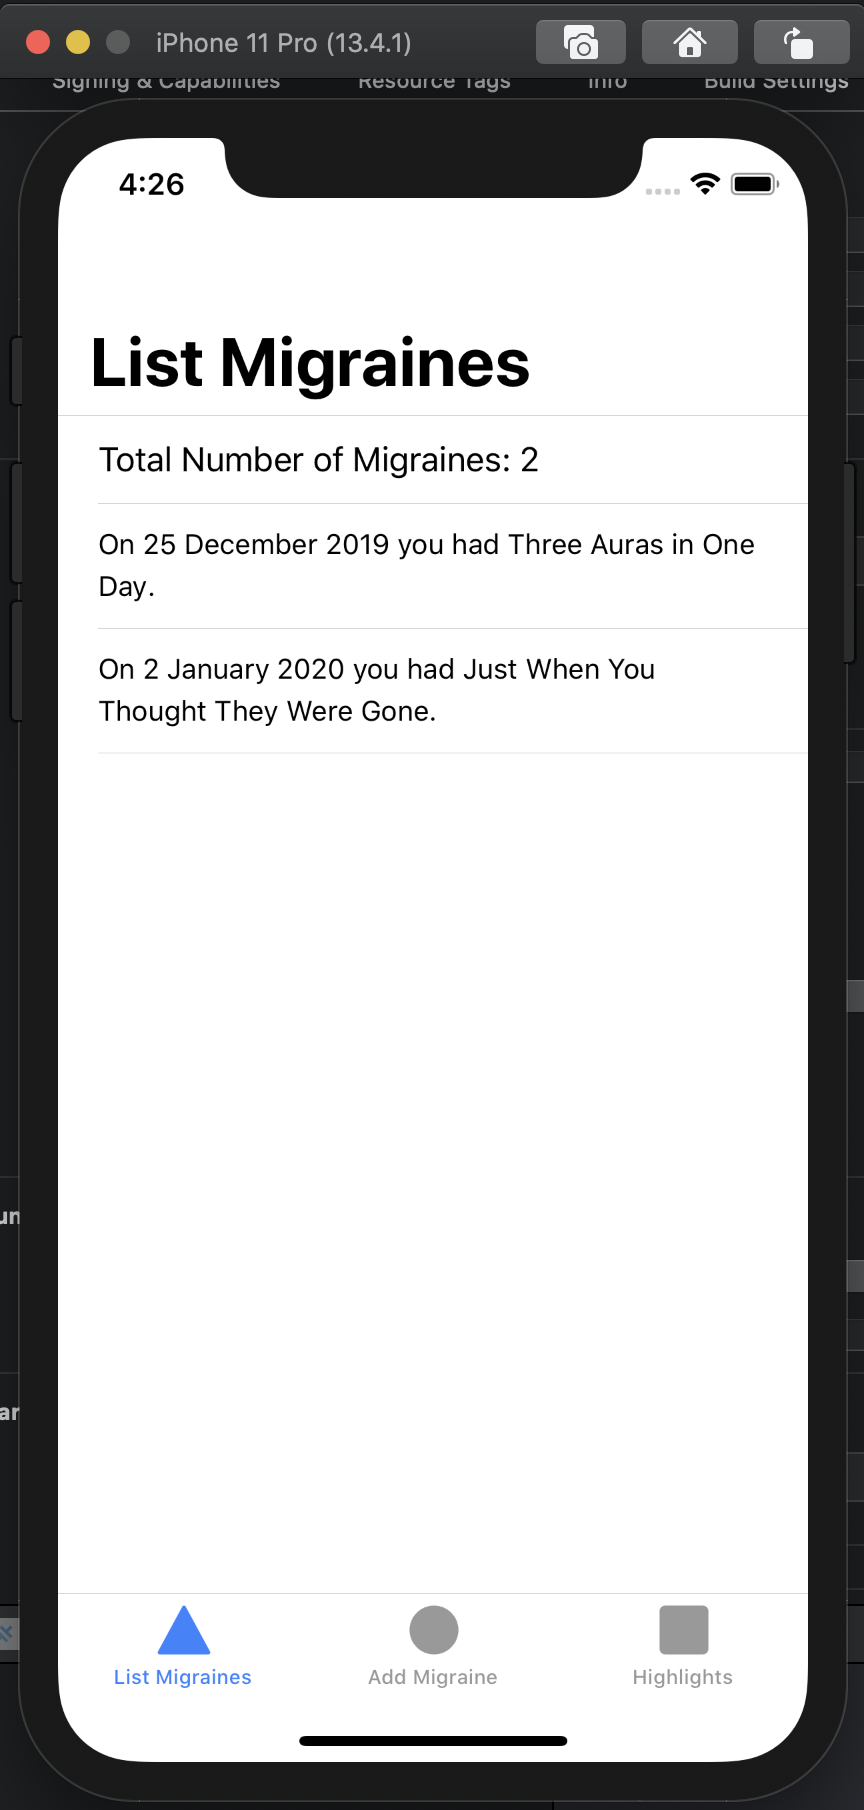 iPhone 11 Pro (13.4.1)
Signing & Capabilities Resource Tags Info Build Settings
4:26
List Migraines
Total Number of Migraines: 2
On 25 December 2019 you had Three Auras in One
Day.
On 2 January 2020 you had Just When You
Thought They Were Gone.
List Migraines Add Migraine Highlights